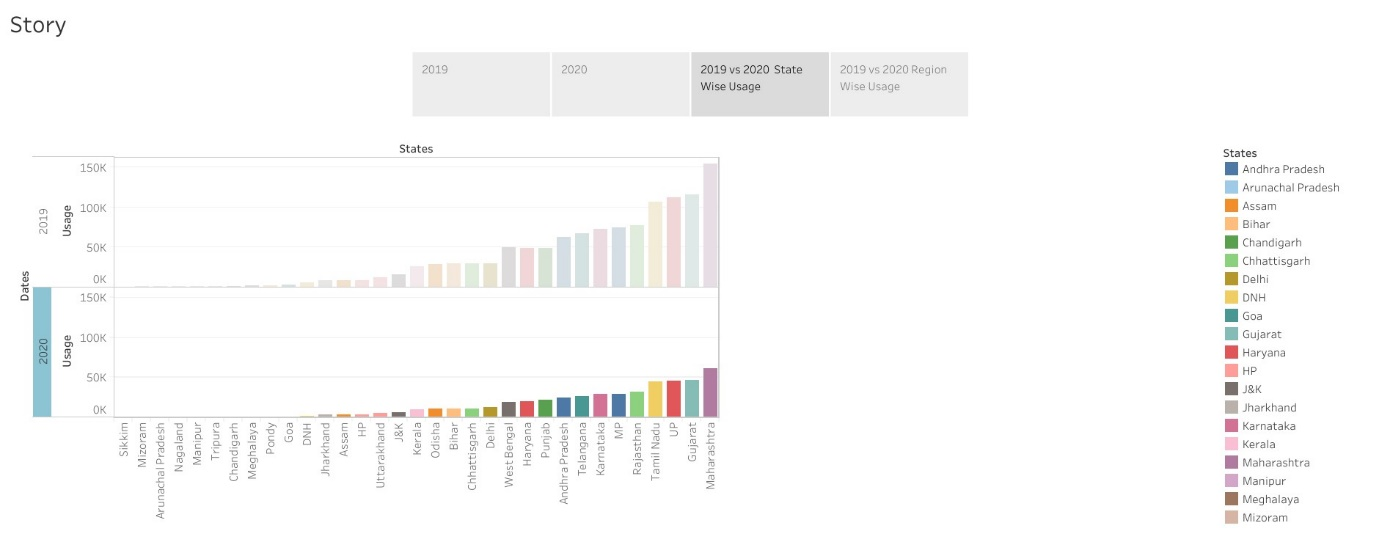 Story
2019
2020
2019 vs 2020 State
Wise Usage
2019 vs 2020 Region
Wise Usage
States
Dates
2019
Usage
150K
100K
50K
0K
2020
Usage
150K
100K
50K
0K
Sikkim
Mizoram
Arunachal Pradesh
Nagaland
Manipur
Tripura
Chandigarh
Meghalaya
Pondy
Goa
DNH
Jharkhand
Assam
HP
Uttarakhand
J&K
Kerala
Odisha
Bihar
Chhattisgarh
Delhi
West Bengal
Haryana
Punjab
Andhra Pradesh
Telangana
Karnataka
MP
Rajasthan
Tamil Nadu
UP
Gujarat
Maharashtra
States
Andhra Pradesh
Arunachal Pradesh
Assam
Bihar
Chandigarh
Chhattisgarh
Delhi
DNH
Goa
Gujarat
Haryana
HP
J&K
Jharkhand
Karnataka
Kerala
Maharashtra
Manipur
Meghalaya
Mizoram